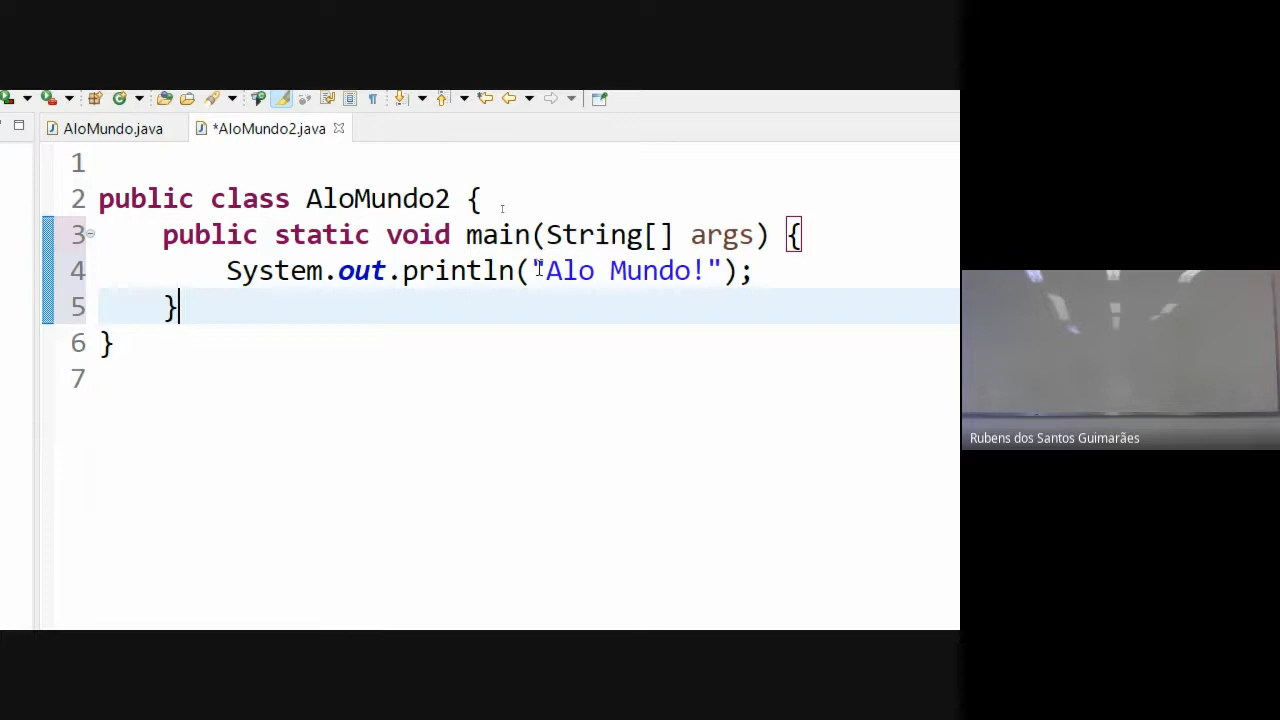 AloMundo.java
*AloMundo2.java
1
2 public class AloMundo2 {
3 public static void main(String[] args) {
4 System.out.println("Alo Mundo!");
5 }
6 }
7
Rubens dos Santos Guimarães